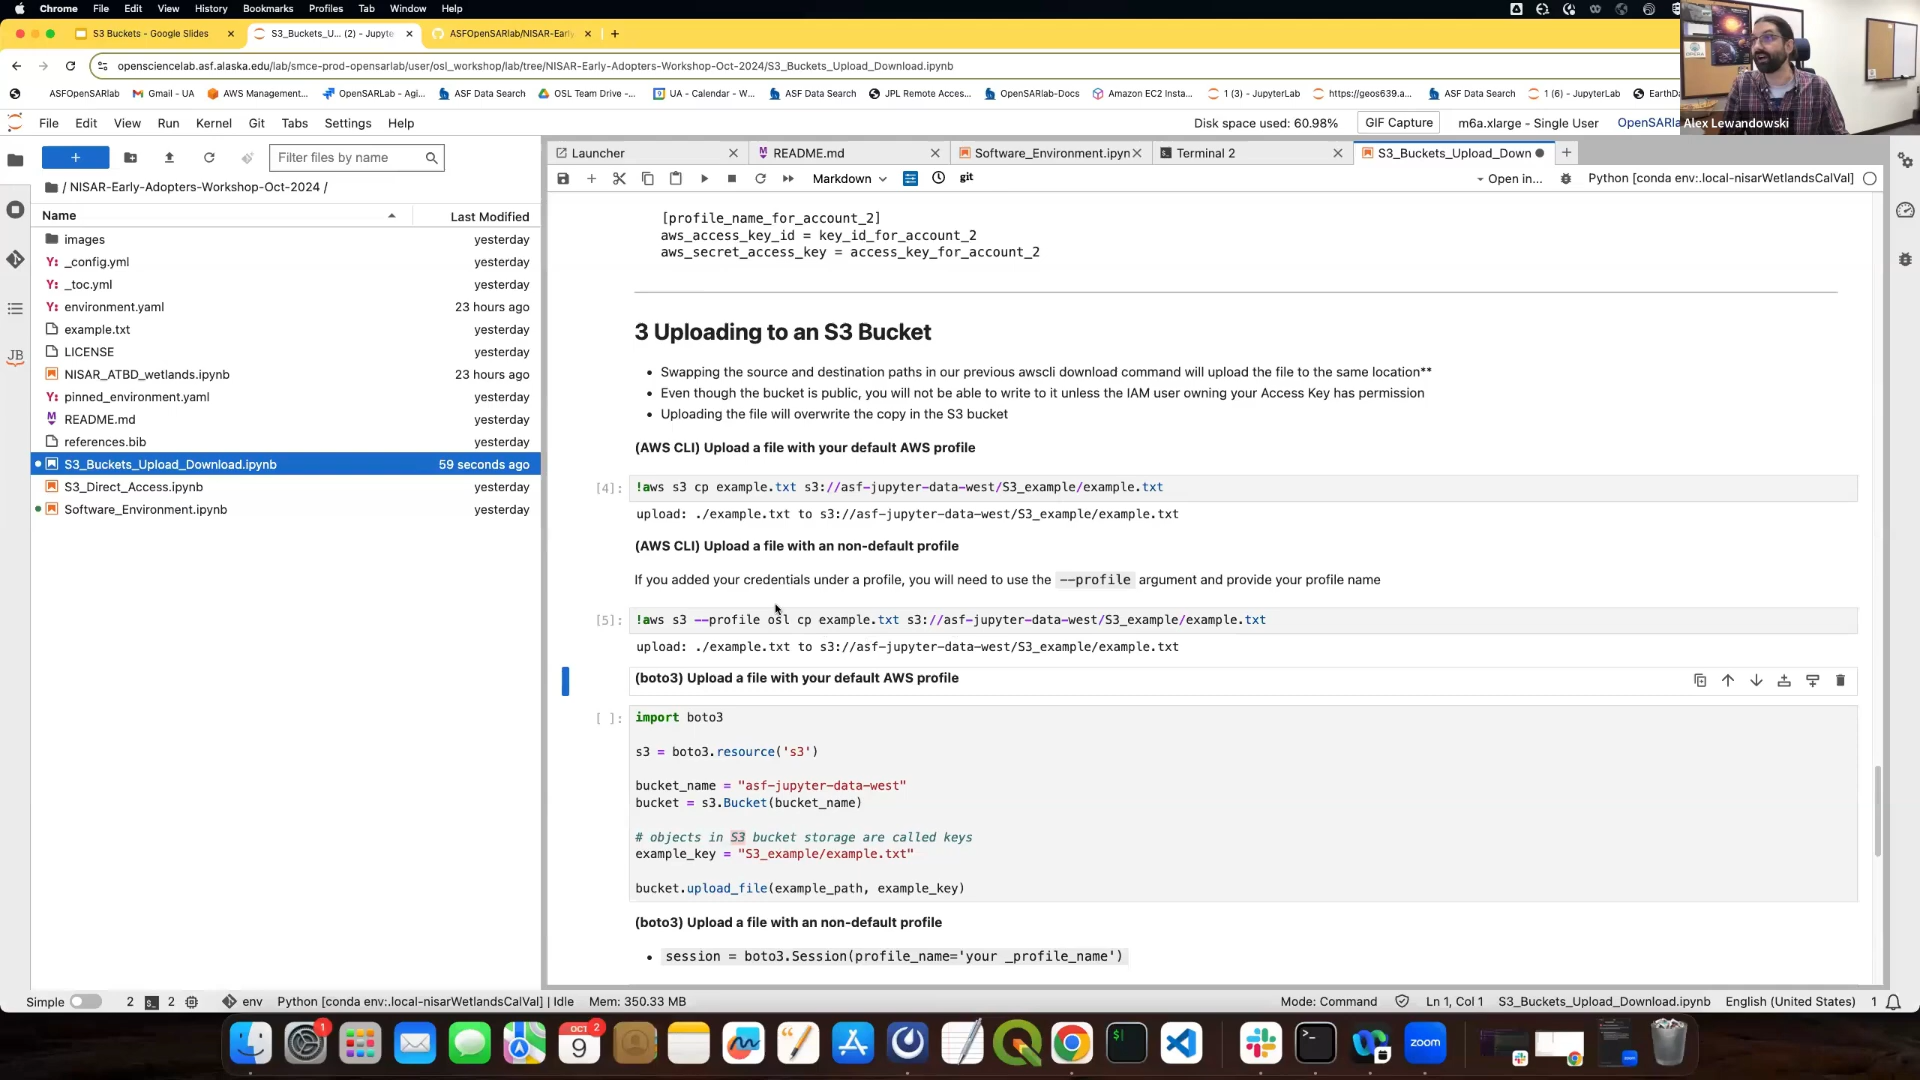 Chrome File Edit View History Bookmarks Profiles Tab Window Help
S3 Buckets - Google Slides
S3_Buckets_U... (2) - Jupyte
ASFOpenSARlab/NISAR-Early
opensciencelab.asf.alaska.edu/lab/smce-prod-opensarlab/user/osl_workshop/lab/tree/NISAR-Early-Adopters-Workshop-Oct-2024/S3_Buckets_Upload_Download.ipynb
ASFOpenSARlab Gmail - UA AWS Management... OpenSARLab - Agi... ASF Data Search OSL Team Drive -... UA - Calendar - W... ASF Data Search JPL Remote Acces... OpenSARlab-Docs Amazon EC2 Insta... 1 (3) - JupyterLab https://geos639.a... ASF Data Search 1 (6) - JupyterLab EarthDa
Alex Lewandowski
File Edit View Run Kernel Git Tabs Settings Help
Disk space used: 60.98% GIF Capture m6a.xlarge - Single User OpenSARLa
Filter files by name
/ NISAR-Early-Adopters-Workshop-Oct-2024 /
Name Last Modified
images yesterday
Y: _config.yml yesterday
Y: _toc.yml yesterday
Y: environment.yaml 23 hours ago
example.txt yesterday
LICENSE yesterday
NISAR_ATBD_wetlands.ipynb 23 hours ago
Y: pinned_environment.yaml yesterday
README.md yesterday
references.bib yesterday
S3_Buckets_Upload_Download.ipynb 59 seconds ago
S3_Direct_Access.ipynb yesterday
Software_Environment.ipynb yesterday
JB
Launcher
README.md
Software_Environment.ipyn
Terminal 2
S3_Buckets_Upload_Down
Markdown git Open in... Python [conda env:.local-nisarWetlandsCalVal]
[profile_name_for_account_2]
aws_access_key_id = key_id_for_account_2
aws_secret_access_key = access_key_for_account_2
3 Uploading to an S3 Bucket
• Swapping the source and destination paths in our previous awscli download command will upload the file to the same location**
• Even though the bucket is public, you will not be able to write to it unless the IAM user owning your Access Key has permission
• Uploading the file will overwrite the copy in the S3 bucket
(AWS CLI) Upload a file with your default AWS profile
[4]: !aws s3 cp example.txt s3://asf-jupyter-data-west/S3_example/example.txt
upload: ./example.txt to s3://asf-jupyter-data-west/S3_example/example.txt
(AWS CLI) Upload a file with an non-default profile
If you added your credentials under a profile, you will need to use the --profile argument and provide your profile name
[5]: !aws s3 --profile osl cp example.txt s3://asf-jupyter-data-west/S3_example/example.txt
upload: ./example.txt to s3://asf-jupyter-data-west/S3_example/example.txt
(boto3) Upload a file with your default AWS profile
[ ]: import boto3
s3 = boto3.resource('s3')
bucket_name = "asf-jupyter-data-west"
bucket = s3.Bucket(bucket_name)
# objects in S3 bucket storage are called keys
example_key = "S3_example/example.txt"
bucket.upload_file(example_path, example_key)
(boto3) Upload a file with an non-default profile
• session = boto3.Session(profile_name='your _profile_name')
Simple 2 2 env Python [conda env:.local-nisarWetlandsCalVal] | Idle Mem: 350.33 MB
Mode: Command Ln 1, Col 1 S3_Buckets_Upload_Download.ipynb English (United States) 1
1
OCT 2
9
zoom